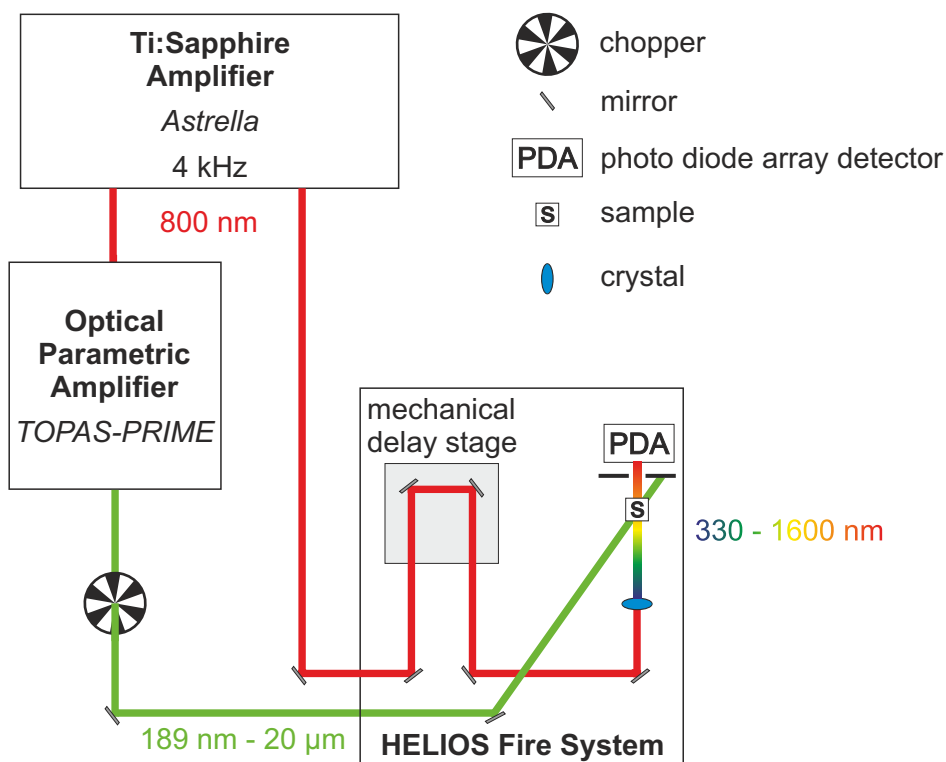 Ti:Sapphire
Amplifier
Astrella
4 kHz
800 nm
Optical
Parametric
Amplifier
TOPAS-PRIME
189 nm - 20 µm
chopper
mirror
PDA photo diode array detector
S sample
crystal
mechanical
delay stage
PDA
S
330 - 1600 nm
HELIOS Fire System